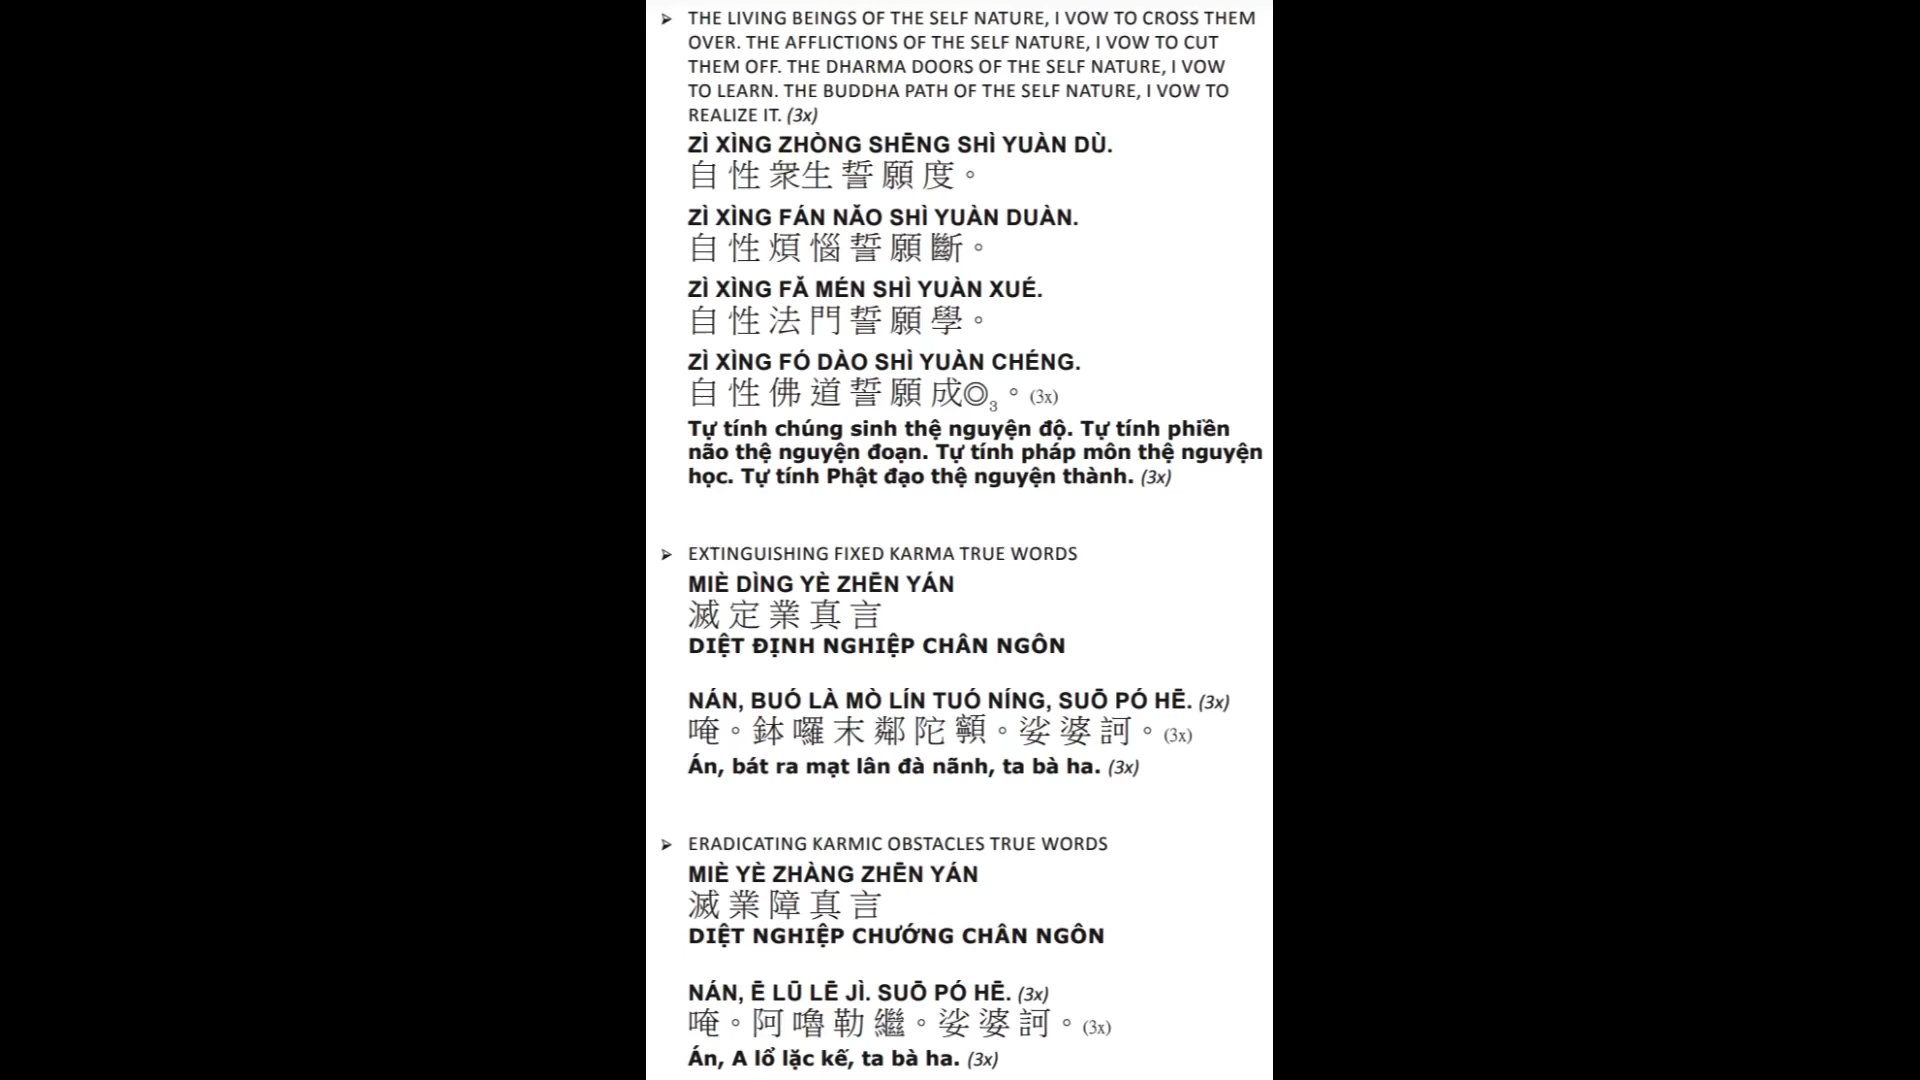 ➢ THE LIVING BEINGS OF THE SELF NATURE, I VOW TO CROSS THEM
OVER. THE AFFLICTIONS OF THE SELF NATURE, I VOW TO CUT
THEM OFF. THE DHARMA DOORS OF THE SELF NATURE, I VOW
TO LEARN. THE BUDDHA PATH OF THE SELF NATURE, I VOW TO
REALIZE IT. (3x)
ZÌ XÌNG ZHÒNG SHĒNG SHÌ YUÀN DÙ.
自 性 衆生 誓 願 度。
ZÌ XÌNG FÁN NǍO SHÌ YUÀN DUÀN.
自 性 煩 惱 誓 願 斷。
ZÌ XÌNG FǍ MÉN SHÌ YUÀN XUÉ.
自 性 法 門 誓 願 學。
ZÌ XÌNG FÓ DÀO SHÌ YUÀN CHÉNG.
自 性 佛 道 誓 願 成◎3。(3x)
Tự tính chúng sinh thệ nguyện độ. Tự tính phiền
não thệ nguyện đoạn. Tự tính pháp môn thệ nguyện
học. Tự tính Phật đạo thệ nguyện thành. (3x)
➢ EXTINGUISHING FIXED KARMA TRUE WORDS
MIÈ DÌNG YÈ ZHĒN YÁN
滅 定 業 真 言
DIỆT ĐỊNH NGHIỆP CHÂN NGÔN
NÁN, BUÓ LÀ MÒ LÍN TUÓ NÍNG, SUŌ PÓ HĒ. (3x)
唵。鉢 囉 末 鄰 陀 顐。娑 婆 訶。(3x)
Án, bát ra mạt lân đà nãnh, ta bà ha. (3x)
➢ ERADICATING KARMIC OBSTACLES TRUE WORDS
MIÈ YÈ ZHÀNG ZHĒN YÁN
滅 業 障 真 言
DIỆT NGHIỆP CHƯỚNG CHÂN NGÔN
NÁN, Ē LŪ LĒ JÌ. SUŌ PÓ HĒ. (3x)
唵。阿 嚕 勒 繼。娑 婆 訶。(3x)
Án, A lổ lặc kế, ta bà ha. (3x)